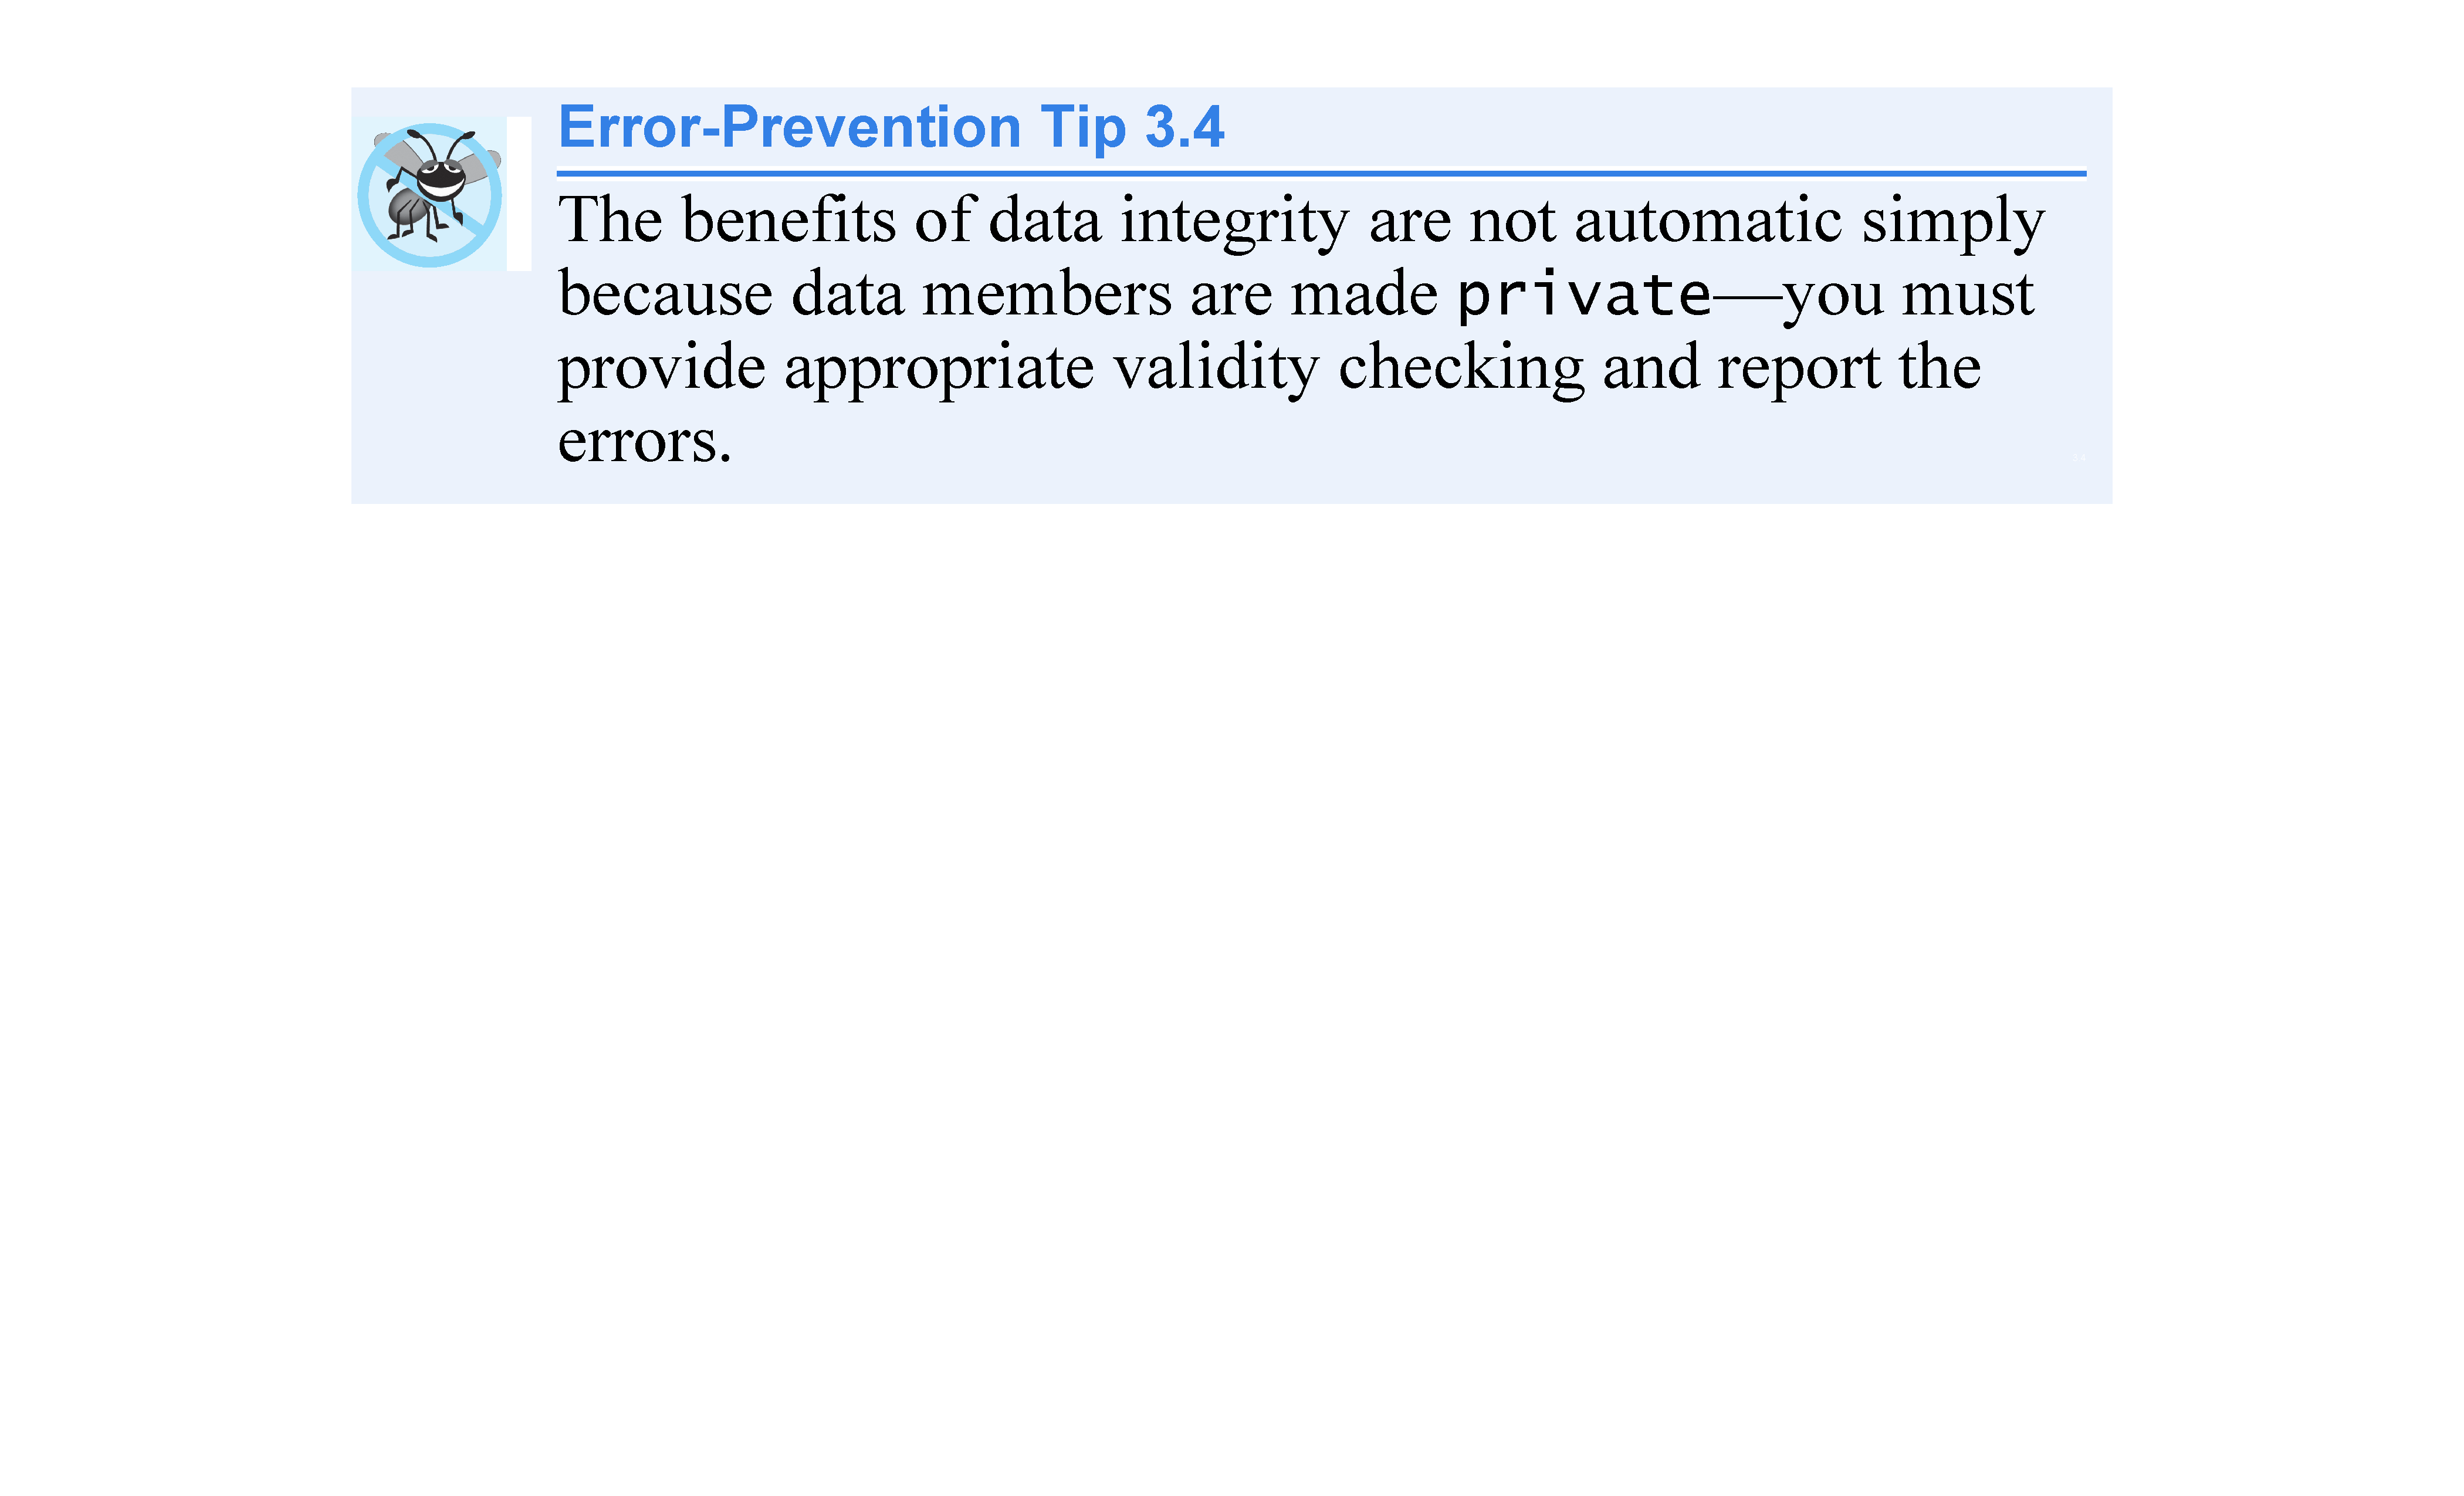 Error-Prevention Tip 3.4
The benefits of data integrity are not automatic simply
because data members are made private—you must
provide appropriate validity checking and report the
errors.